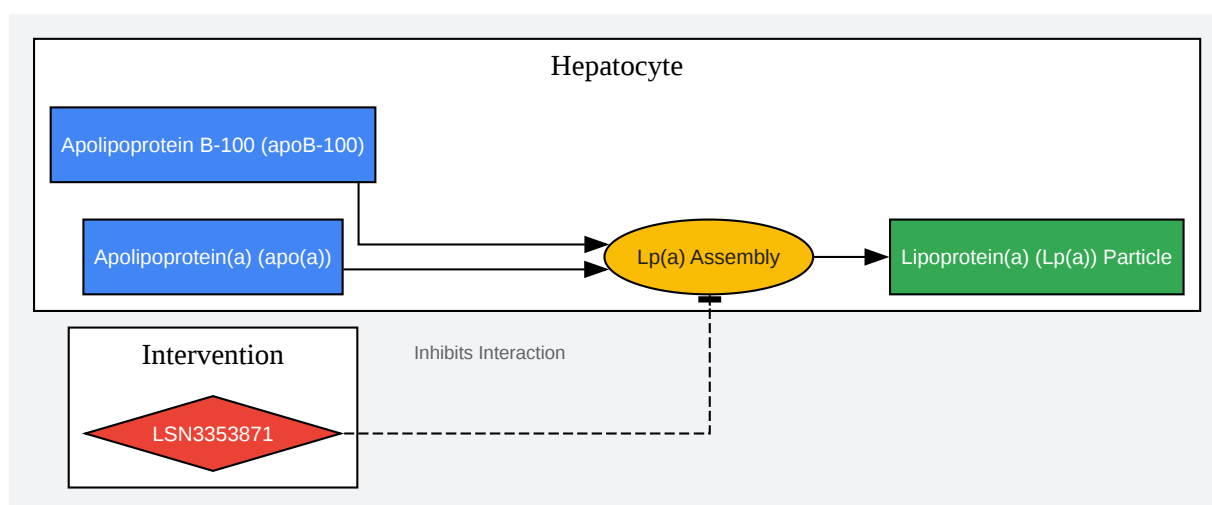 Hepatocyte
Apolipoprotein B-100 (apoB-100)
Apolipoprotein(a) (apo(a))
Lp(a) Assembly
Lipoprotein(a) (Lp(a)) Particle
Intervention
Inhibits Interaction
LSN3353871